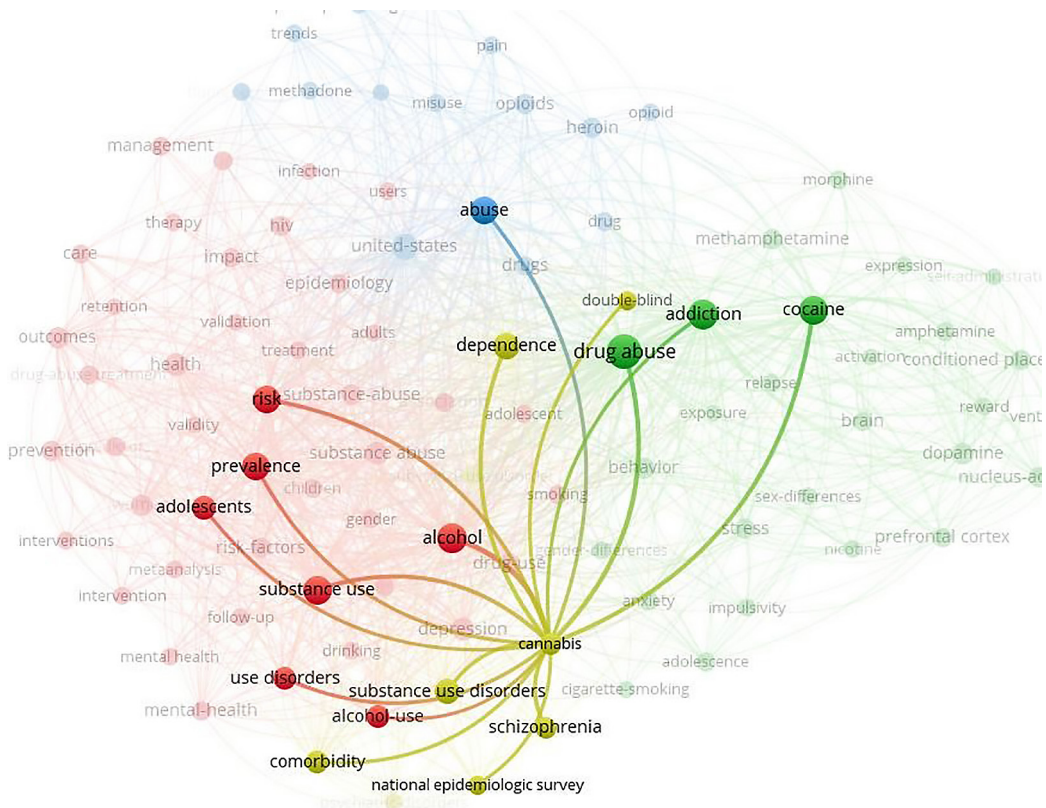 trends
pain
methadone
misuse
opioids
opioid
heroin
management
infection
users
morphine
abuse
therapy
hiv
drug
united-states
methamphetamine
care
impact
drugs
expression
epidemiology
double-blind
retention
addiction
cocaine
validation
adults
amphetamine
outcomes
dependence
drug abuse
treatment
activation
conditioned place
health
drug-abuse treatment
relapse
risk
substance-abuse
adolescent
exposure
reward
vent
validity
brain
prevention
substance abuse
dopamine
prevalence
behavior
nucleus-ac
children
smoking
sex-differences
adolescents
gender
stress
interventions
risk-factors
alcohol
gender-differences
nicotine
prefrontal cortex
metaanalysis
drug-use
substance use
intervention
anxiety
impulsivity
follow-up
depression
cannabis
mental health
drinking
adolescence
use disorders
substance use disorders
cigarette-smoking
mental-health
alcohol-use
schizophrenia
comorbidity
national epidemiologic survey